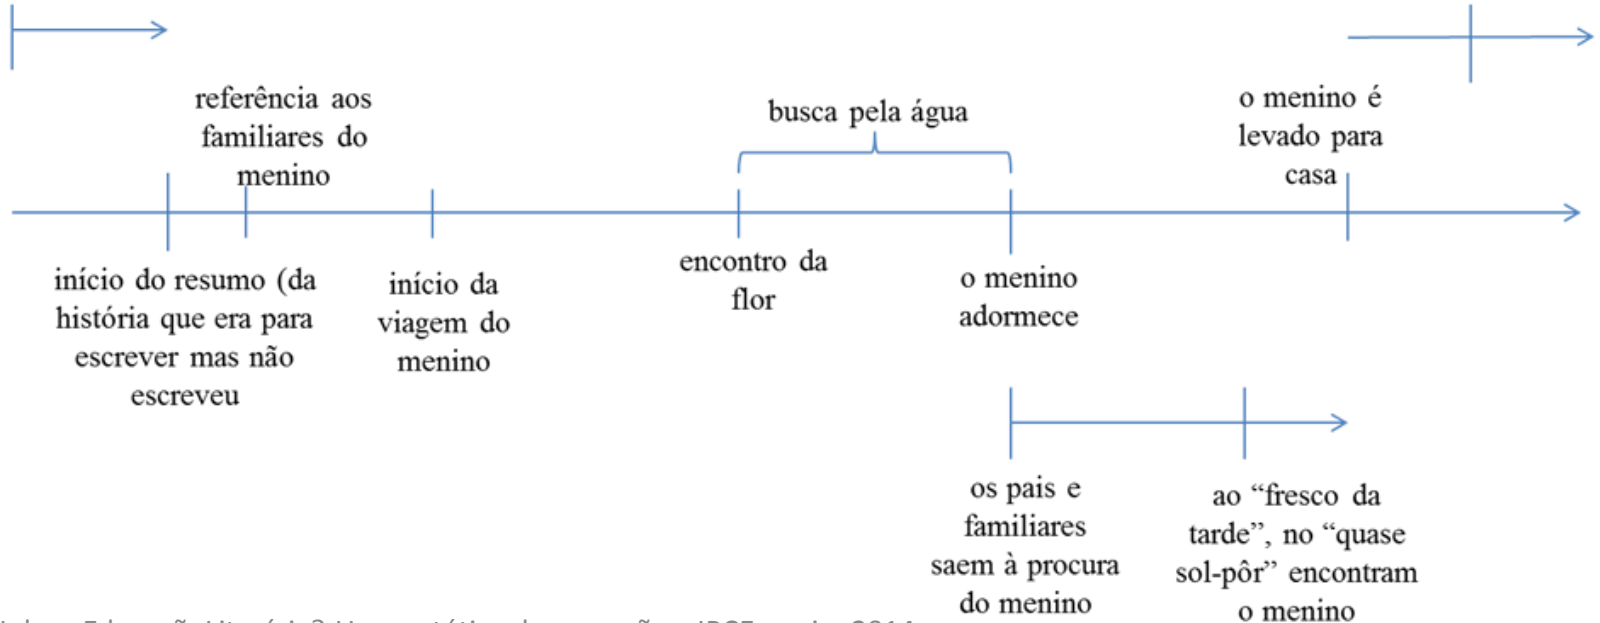 referência aos
familiares do
menino
busca pela água
o menino é
levado para
casa
início do resumo (da
história que era para
escrever mas não
escreveu
início da
viagem do
menino
encontro da
flor
o menino
adormece
os pais e
familiares
saem à procura
do menino
ao “fresco da
tarde”, no “quase
sol-pôr” encontram
o menino